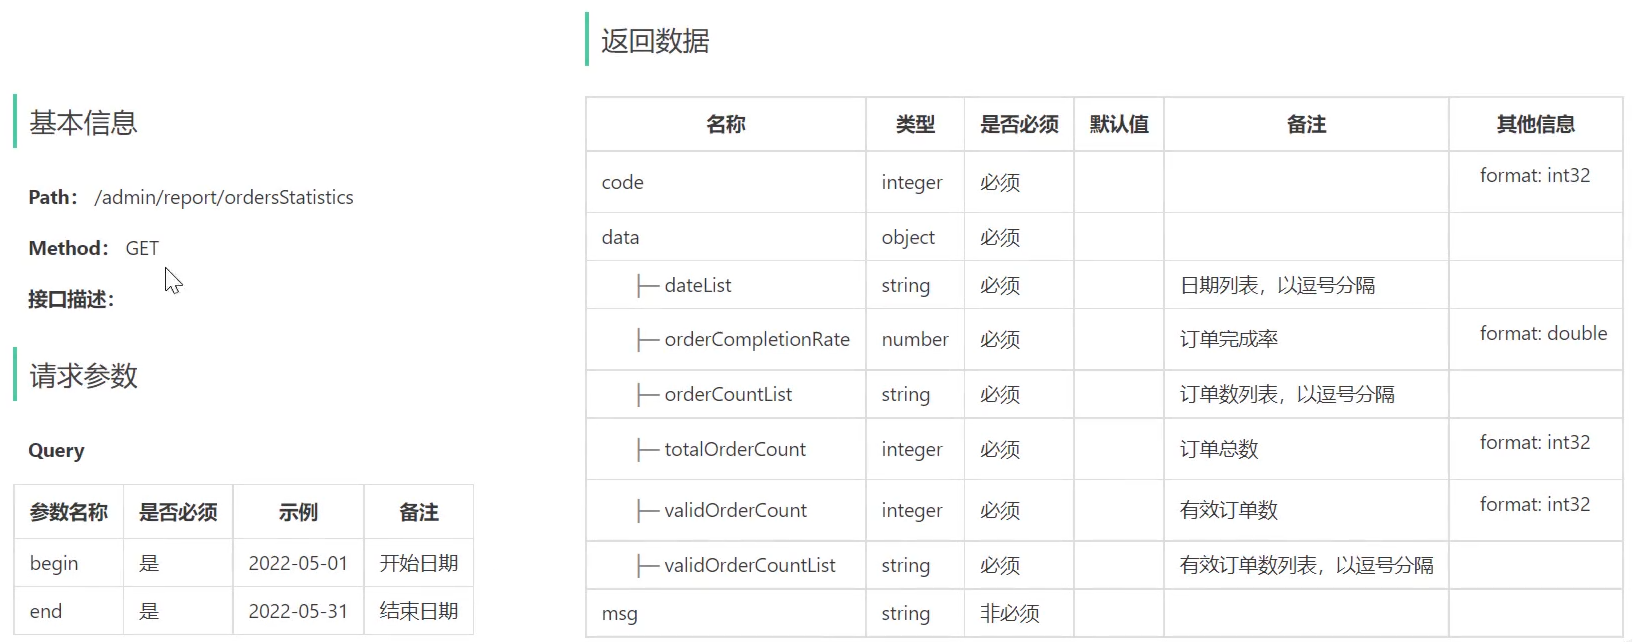 基本信息
Path： /admin/report/ordersStatistics
Method： GET
接口描述：
请求参数
Query
参数名称 是否必须 示例 备注
begin 是 2022-05-01 开始日期
end 是 2022-05-31 结束日期
返回数据
名称 类型 是否必须 默认值 备注 其他信息
code integer 必须 format: int32
data object 必须
├─ dateList string 必须 日期列表，以逗号分隔
├─ orderCompletionRate number 必须 订单完成率 format: double
├─ orderCountList string 必须 订单数列表，以逗号分隔
├─ totalOrderCount integer 必须 订单总数 format: int32
├─ validOrderCount integer 必须 有效订单数 format: int32
├─ validOrderCountList string 必须 有效订单数列表，以逗号分隔
msg string 非必须